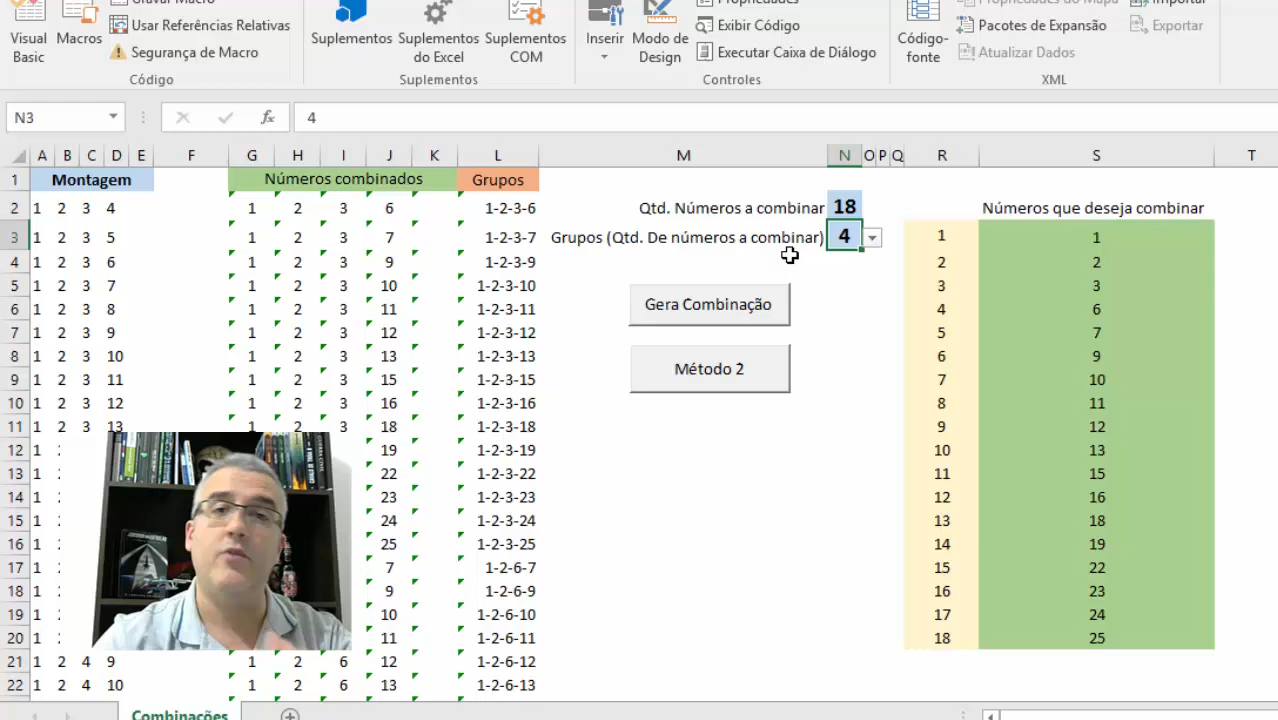 Gravar Macro
Usar Referências Relativas
Segurança de Macro
Visual
Basic
Macros
Código
Suplementos
Suplementos
do Excel
Suplementos
COM
Suplementos
Inserir
Modo de
Design
Propriedades
Exibir Código
Executar Caixa de Diálogo
Controles
Código-
fonte
Propriedades do Mapa
Pacotes de Expansão
Atualizar Dados
Importar
Exportar
XML
N3
fx
4
A B C D E F G H I J K L M N O P Q R S T
1 Montagem Números combinados Grupos
2 1 2 3 4 1 2 3 6 1-2-3-6 Qtd. Números a combinar 18 Números que deseja combinar
3 1 2 3 5 1 2 3 7 1-2-3-7 Grupos (Qtd. De números a combinar) 4 1 1
4 1 2 3 6 1 2 3 9 1-2-3-9 2 2
5 1 2 3 7 1 2 3 10 1-2-3-10 3 3
6 1 2 3 8 1 2 3 11 1-2-3-11 Gera Combinação 4 6
7 1 2 3 9 1 2 3 12 1-2-3-12 5 7
8 1 2 3 10 1 2 3 13 1-2-3-13 6 9
9 1 2 3 11 1 2 3 15 1-2-3-15 Método 2 7 10
10 1 2 3 12 1 2 3 16 1-2-3-16 8 11
11 1 2 3 13 1 2 3 18 1-2-3-18 9 12
12 1 19 1-2-3-19 10 13
13 1 22 1-2-3-22 11 15
14 1 23 1-2-3-23 12 16
15 1 24 1-2-3-24 13 18
16 1 25 1-2-3-25 14 19
17 1 7 1-2-6-7 15 22
18 1 9 1-2-6-9 16 23
19 1 10 1-2-6-10 17 24
20 1 11 1-2-6-11 18 25
21 1 2 4 9 1 2 6 12 1-2-6-12
22 1 2 4 10 1 2 6 13 1-2-6-13
Combinações